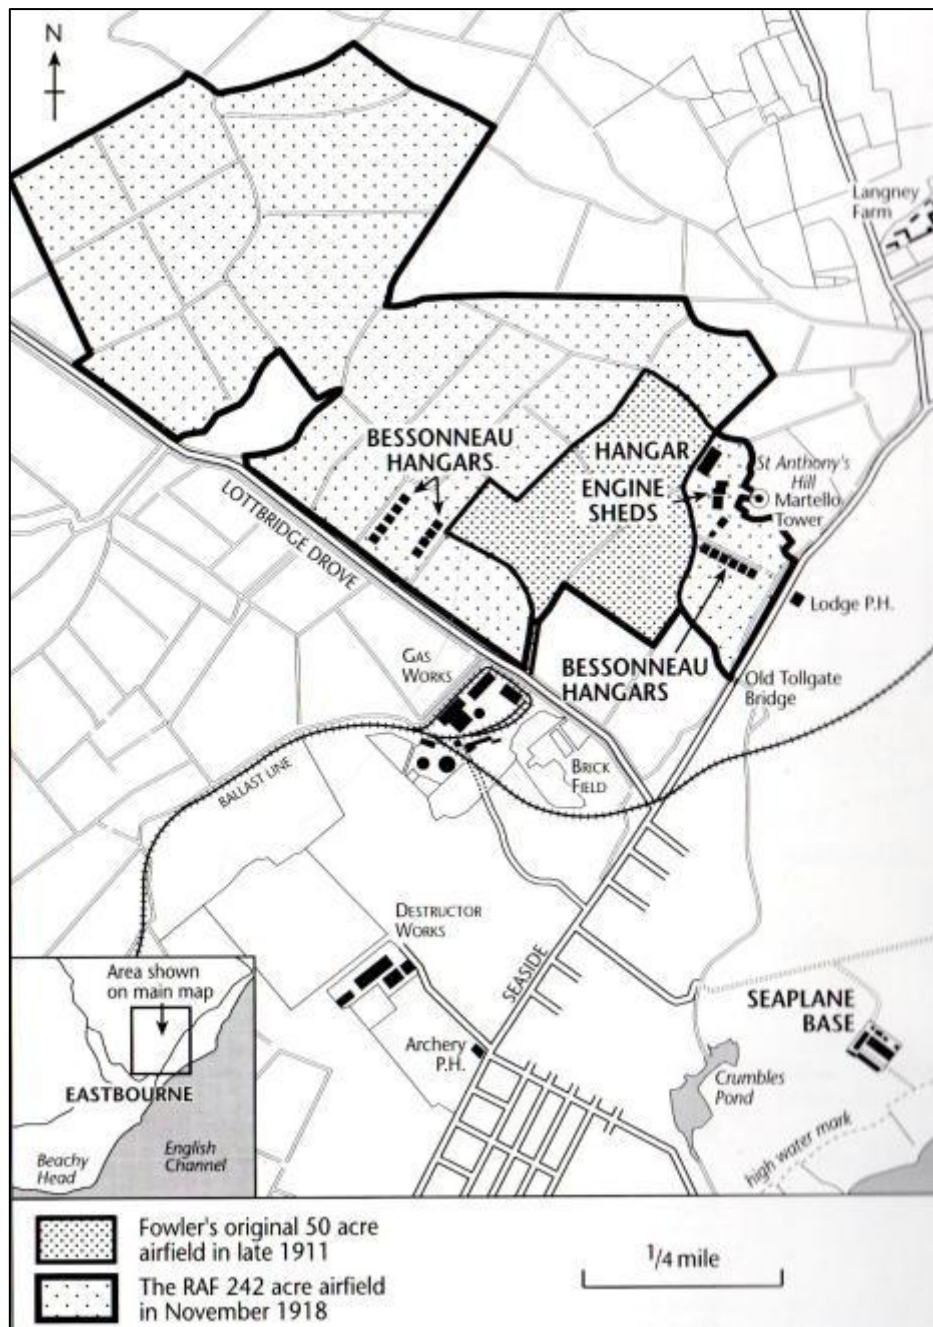 N
Langney
Farm
BESSONNEAU
HANGARS
HANGAR
ENGINE
SHEDS
St Anthony's
Hill
Martello
Tower
LOTTBRIDGE DROVE
Lodge P.H.
GAS
WORKS
BESSONNEAU
HANGARS
Old Tollgate
Bridge
BRICK
FIELD
BALLAST LINE
DESTRUCTOR
WORKS
SEASIDE
Area shown
on main map
SEAPLANE
BASE
Archery
P.H.
EASTBOURNE
Crumbles
Pond
Beachy
Head
English
Channel
high water mark
Fowler's original 50 acre
airfield in late 1911
1/4 mile
The RAF 242 acre airfield
in November 1918